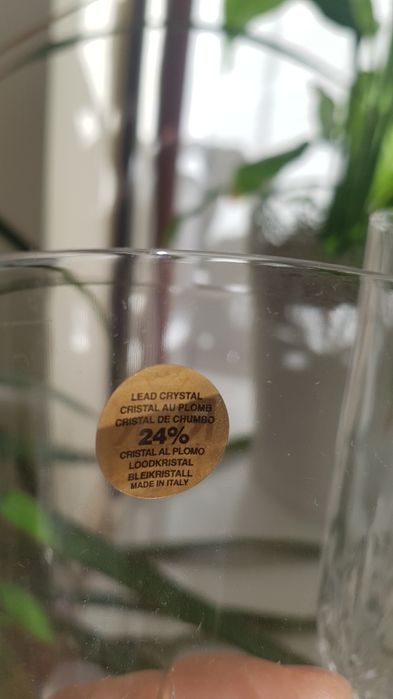 LEAD CRYSTAL
CRISTAL AU PLOMB
CRISTAL DE CHUMBO
24%
CRISTAL AL PLOMO
LOODKRISTAL
BLEIKRISTALL
MADE IN ITALY